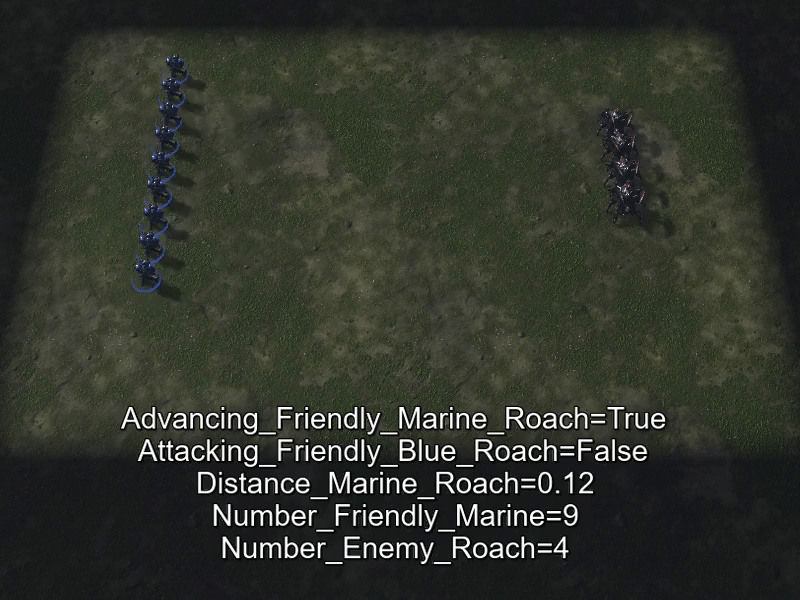 Advancing_Friendly_Marine_Roach=True
Attacking_Friendly_Blue_Roach=False
Distance_Marine_Roach=0.12
Number_Friendly_Marine=9
Number_Enemy_Roach=4